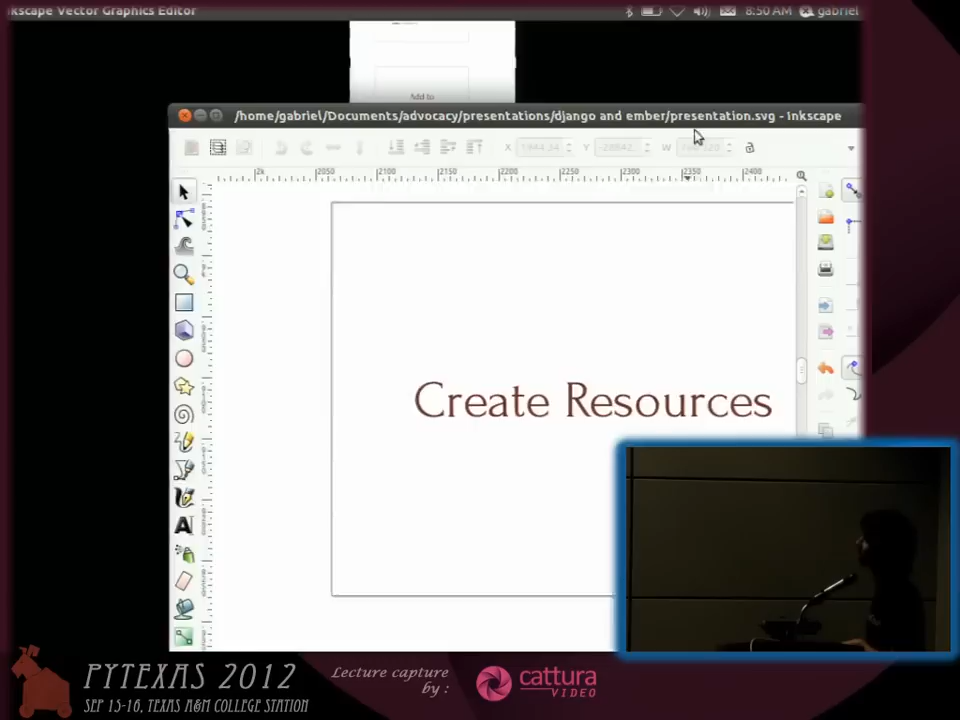 nkscape Vector Graphics Editor
8:50 AM gabriel
Add to
/home/gabriel/Documents/advocacy/presentations/django and ember/presentation.svg - Inkscape
X
Y
W
2k 2050 2100 2150 2200 2250 2300 2350 2400
Create Resources
A
PYTEXAS 2012
SEP 15-16, TEXAS A&M COLLEGE STATION
Lecture capture
by :
cattura
VIDEO